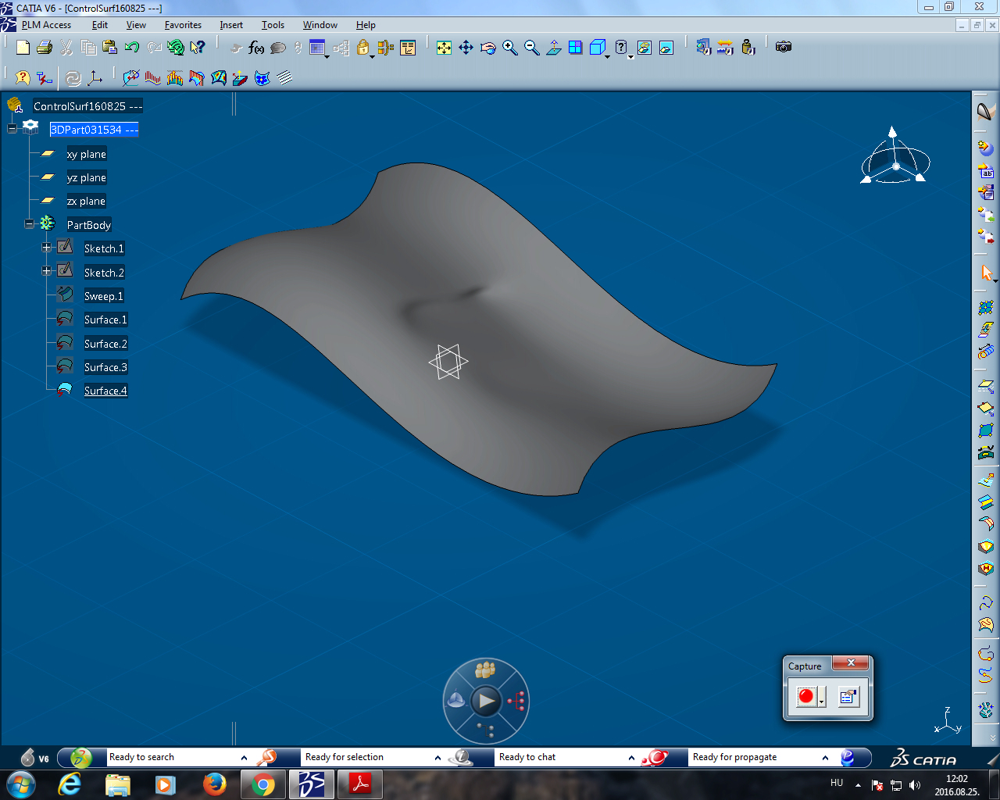 CATIA V6 - [ControlSurf160825 ---]
PLM Access Edit View Favorites Insert Tools Window Help
f(x)
ab
ControlSurf160825 ---
3DPart031534 ---
xy plane
yz plane
zx plane
PartBody
Sketch.1
Sketch.2
Sweep.1
Surface.1
Surface.2
Surface.3
Surface.4
Capture
z
x y
V6 Ready to search Ready for selection Ready to chat Ready for propagate CATIA
HU 12:02
2016.08.25.